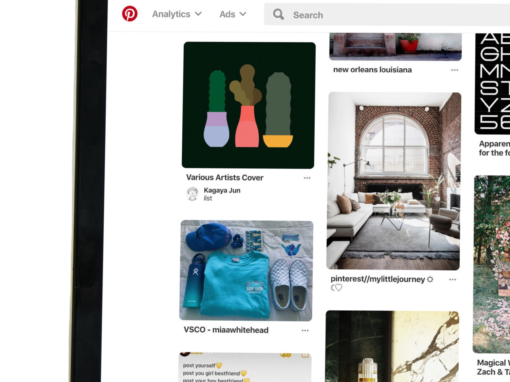 Analytics
Ads
Search
new orleans louisiana
Various Artists Cover
Kagaya Jun
list
pinterest//mylittlejourney
VSCO - miaawhitehead
post yourself
post you girl bestfriend
post your boy bestfriend
Apparen
for the fo
Magical
Zach & Ta